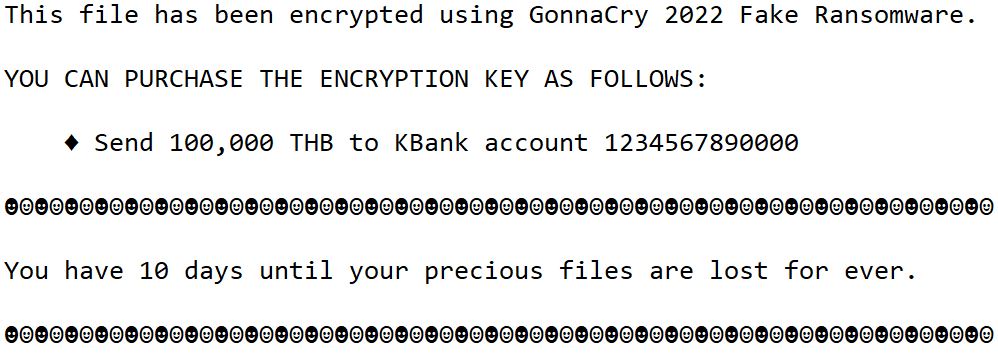 This file has been encrypted using GonnaCry 2022 Fake Ransomware.
YOU CAN PURCHASE THE ENCRYPTION KEY AS FOLLOWS:
♦ Send 100,000 THB to KBank account 1234567890000
☻☺☻☺☻☺☻☺☻☺☻☺☻☺☻☺☻☺☻☺☻☺☻☺☻☺☻☺☻☺☻☺☻☺☻☺☻☺☻☺☻☺☻☺☻☺☻☺☻☺☻☺☻☺☻☺☻☺☻☺☻☺☻☺☻☺
You have 10 days until your precious files are lost for ever.
☻☺☻☺☻☺☻☺☻☺☻☺☻☺☻☺☻☺☻☺☻☺☻☺☻☺☻☺☻☺☻☺☻☺☻☺☻☺☻☺☻☺☻☺☻☺☻☺☻☺☻☺☻☺☻☺☻☺☻☺☻☺☻☺☻☺